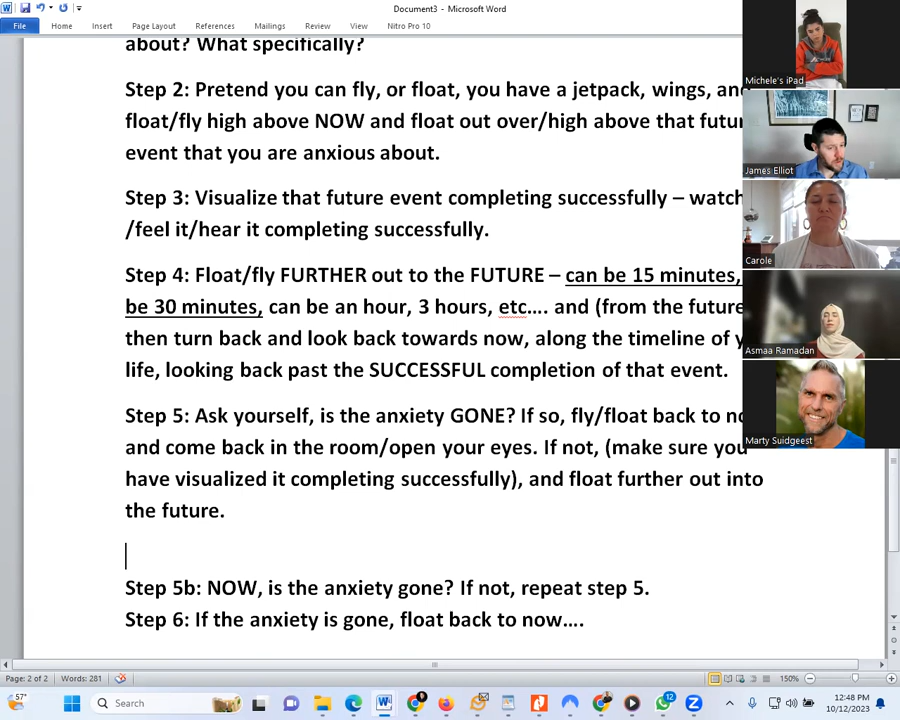 Document3 - Microsoft Word
File Home Insert Page Layout References Mailings Review View Nitro Pro 10
about? What specifically?
Step 2: Pretend you can fly, or float, you have a jetpack, wings, and
float/fly high above NOW and float out over/high above that
event that you are anxious about.
Step 3: Visualize that future event completing successfully – watch
/feel it/hear it completing successfully.
Step 4: Float/fly FURTHER out to the FUTURE – can be 15 minutes,
be 30 minutes, can be an hour, 3 hours, etc.... and (from the future
then turn back and look back towards now, along the timeline of
life, looking back past the SUCCESSFUL completion of that event.
Step 5: Ask yourself, is the anxiety GONE? If so, fly/float back to
and come back in the room/open your eyes. If not, (make sure you
have visualized it completing successfully), and float further out into
the future.
Step 5b: NOW, is the anxiety gone? If not, repeat step 5.
Step 6: If the anxiety is gone, float back to now....
Michele's iPad
James Elliot
Carole
Asmaa Ramadan
Marty Suidgeest
Page: 2 of 2 Words: 281 150%
57° Search 12 12:48 PM
10/12/2023